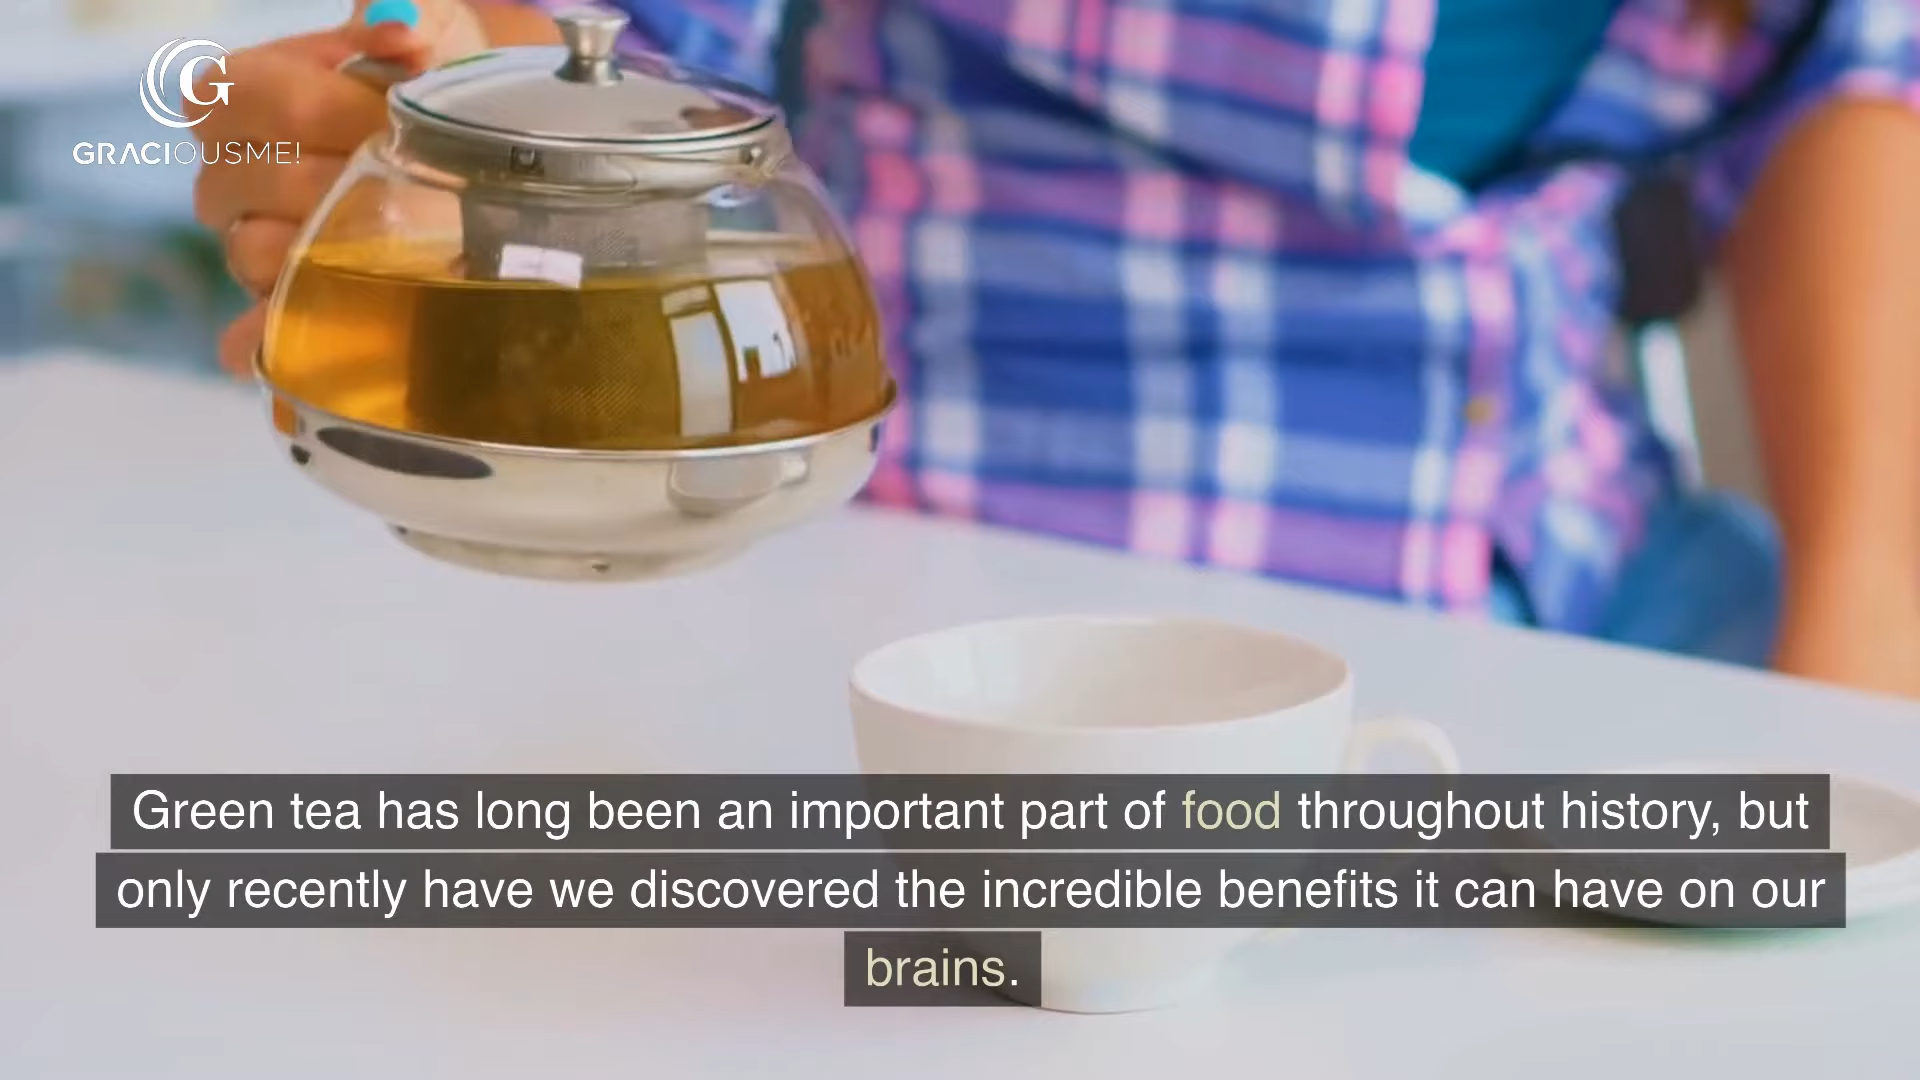 G
GRACIOUSME!
Green tea has long been an important part of food throughout history, but
only recently have we discovered the incredible benefits it can have on our
brains.